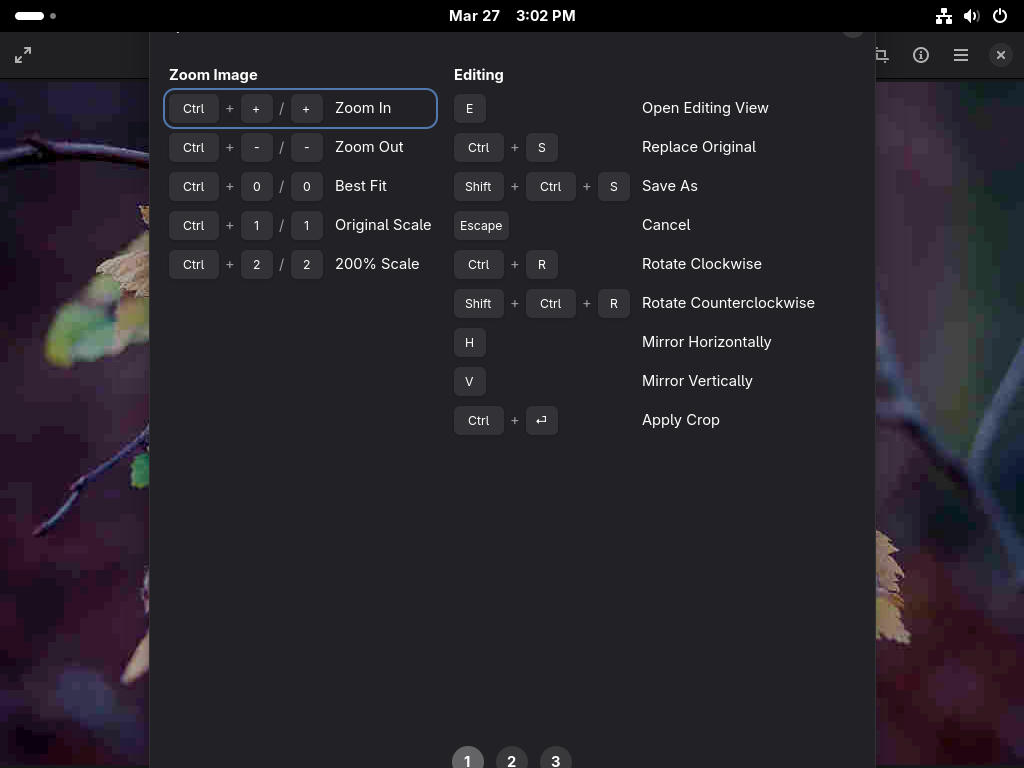 Mar 27 3:02 PM
Zoom Image
Ctrl + + / + Zoom In
Ctrl + - / - Zoom Out
Ctrl + 0 / 0 Best Fit
Ctrl + 1 / 1 Original Scale
Ctrl + 2 / 2 200% Scale
Editing
E Open Editing View
Ctrl + S Replace Original
Shift + Ctrl + S Save As
Escape Cancel
Ctrl + R Rotate Clockwise
Shift + Ctrl + R Rotate Counterclockwise
H Mirror Horizontally
V Mirror Vertically
Ctrl + ⏎ Apply Crop
1 2 3